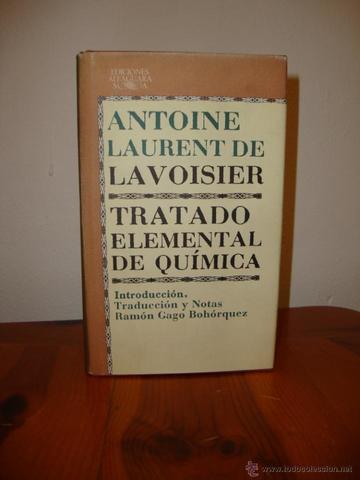 EDICIONES
ALFAGUARA
ANTOINE
LAURENT DE
LAVOISIER
TRATADO
ELEMENTAL
DE QUÍMICA
Introducción,
Traducción y Notas
Ramón Gago Bohórquez
© www.todocoleccion.net